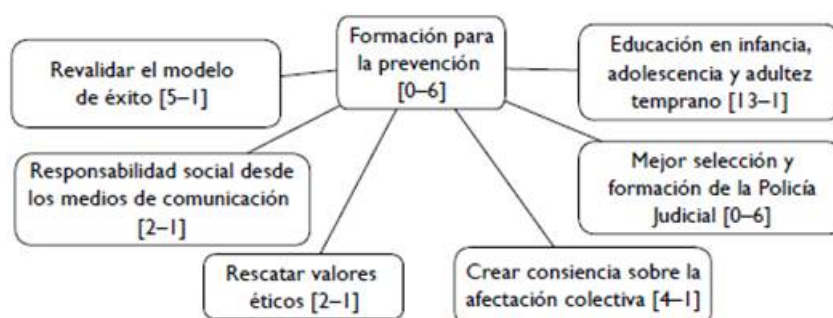 Formación para
la prevención
[0–6]
Revalidar el modelo
de éxito [5–1]
Educación en infancia,
adolescencia y adultez
temprano [13–1]
Responsabilidad social desde
los medios de comunicación
[2–1]
Mejor selección y
formación de la Policía
Judicial [0–6]
Rescatar valores
éticos [2–1]
Crear consiencia sobre la
afectación colectiva [4–1]